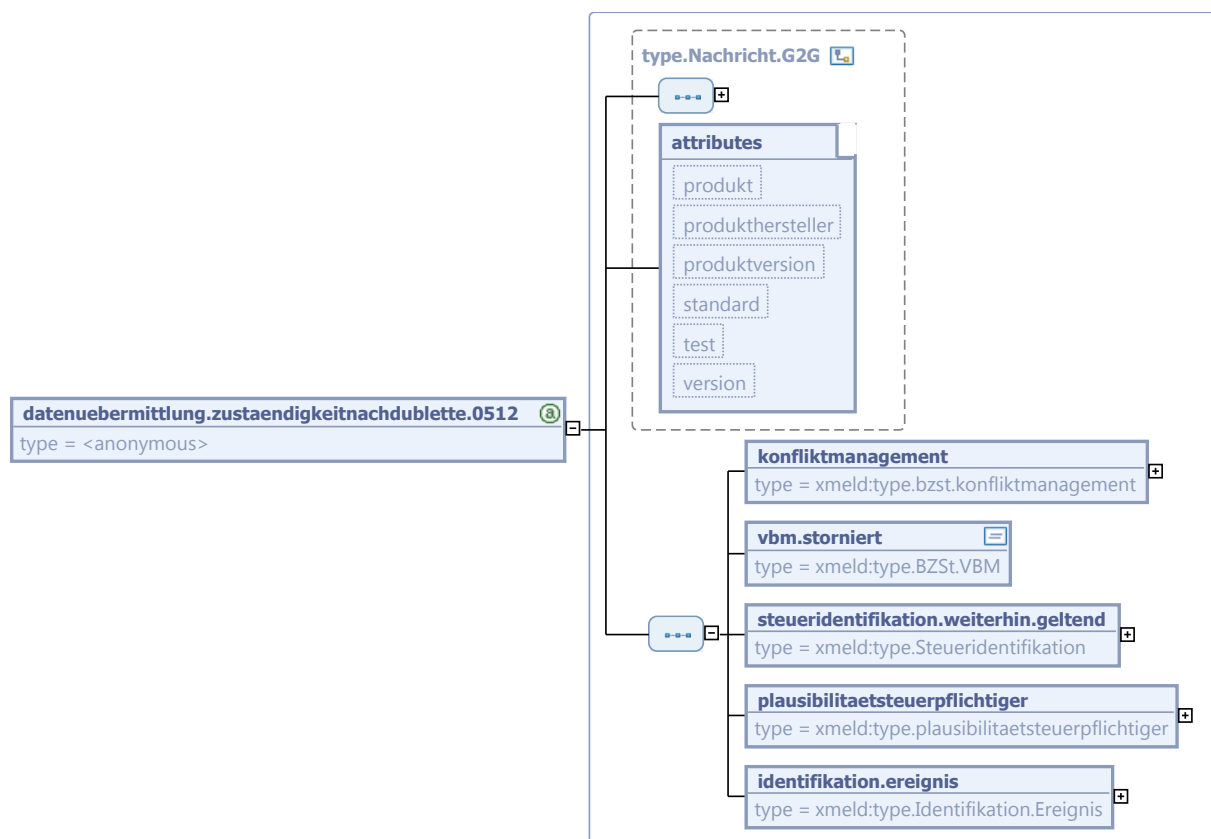 type.Nachricht.G2G
attributes
produkt
produkthersteller
produktversion
standard
test
version
datenuebermittlung.zustaendigkeitnachdublette.0512
type = <anonymous>
konfliktmanagement
type = xmeld:type.bzst.konfliktmanagement
vbm.storniert
type = xmeld:type.BZSt.VBM
steueridentifikation.weiterhin.geltend
type = xmeld:type.Steueridentifikation
plausibilitaetsteuerpflichtiger
type = xmeld:type.plausibilitaetsteuerpflichtiger
identifikation.ereignis
type = xmeld:type.Identifikation.Ereignis